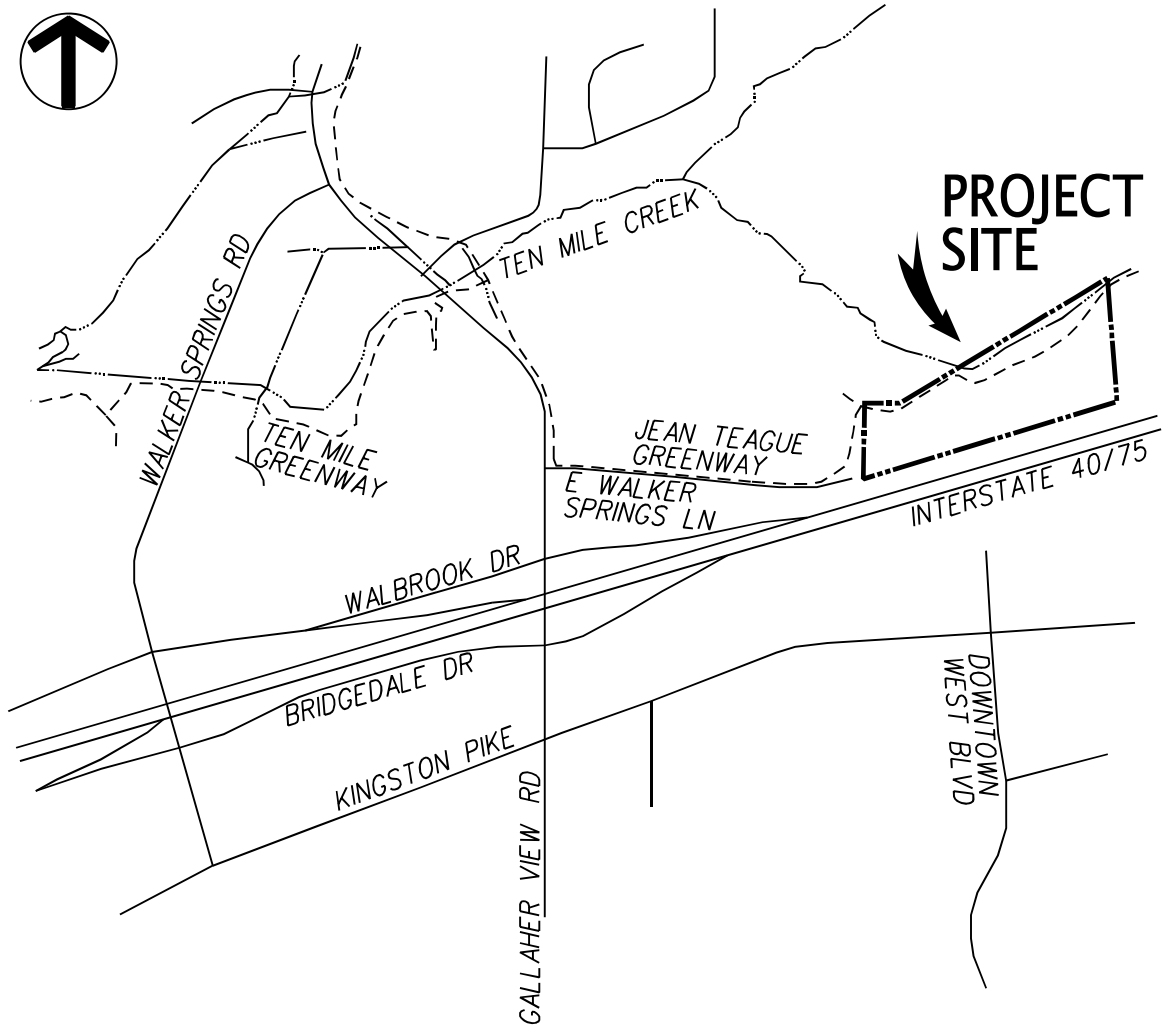 PROJECT
SITE
TEN MILE CREEK
WALKER SPRINGS RD
JEAN TEAGUE
GREENWAY
TEN MILE
GREENWAY
E WALKER
SPRINGS LN
INTERSTATE 40/75
WALBROOK DR
BRIDGEDALE DR
DOWNTOWN
WEST BLVD
KINGSTON PIKE
GALLAHER VIEW RD